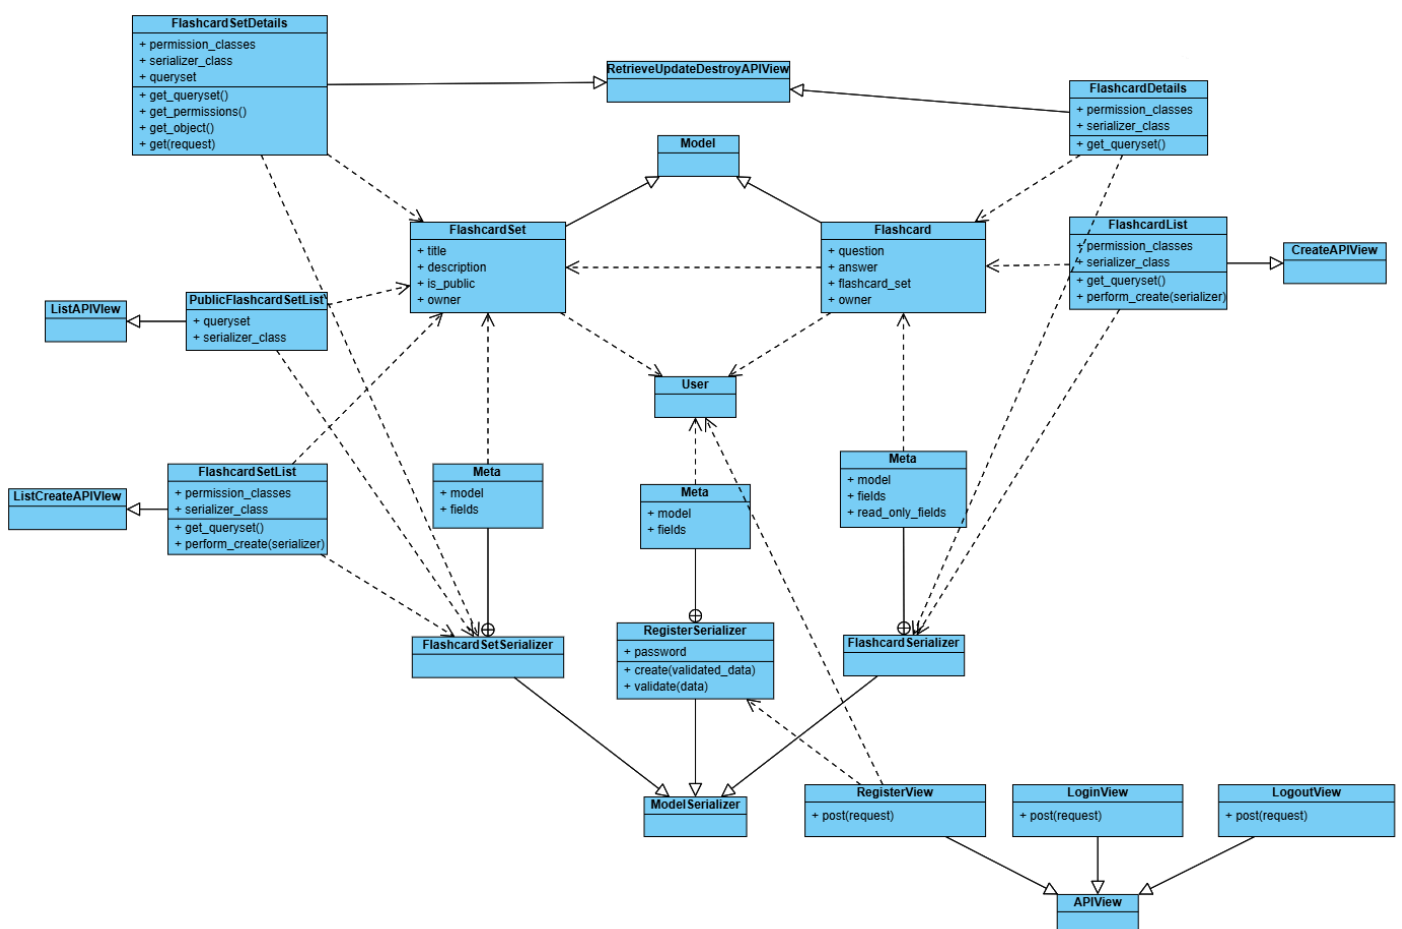 FlashcardSetDetails
+ permission_classes
+ serializer_class
+ queryset
+ get_queryset()
+ get_permissions()
+ get_object()
+ get(request)
RetrieveUpdateDestroyAPIView
FlashcardDetails
+ permission_classes
+ serializer_class
+ get_queryset()
Model
FlashcardSet
+ title
+ description
+ is_public
+ owner
Flashcard
+ question
+ answer
+ flashcard_set
+ owner
FlashcardList
+ permission_classes
+ serializer_class
+ get_queryset()
+ perform_create(serializer)
CreateAPIView
ListAPIView
PublicFlashcardSetList
+ queryset
+ serializer_class
User
ListCreateAPIView
FlashcardSetList
+ permission_classes
+ serializer_class
+ get_queryset()
+ perform_create(serializer)
Meta
+ model
+ fields
Meta
+ model
+ fields
Meta
+ model
+ fields
+ read_only_fields
FlashcardSetSerializer
RegisterSerializer
+ password
+ create(validated_data)
+ validate(data)
FlashcardSerializer
ModelSerializer
RegisterView
+ post(request)
LoginView
+ post(request)
LogoutView
+ post(request)
APIView